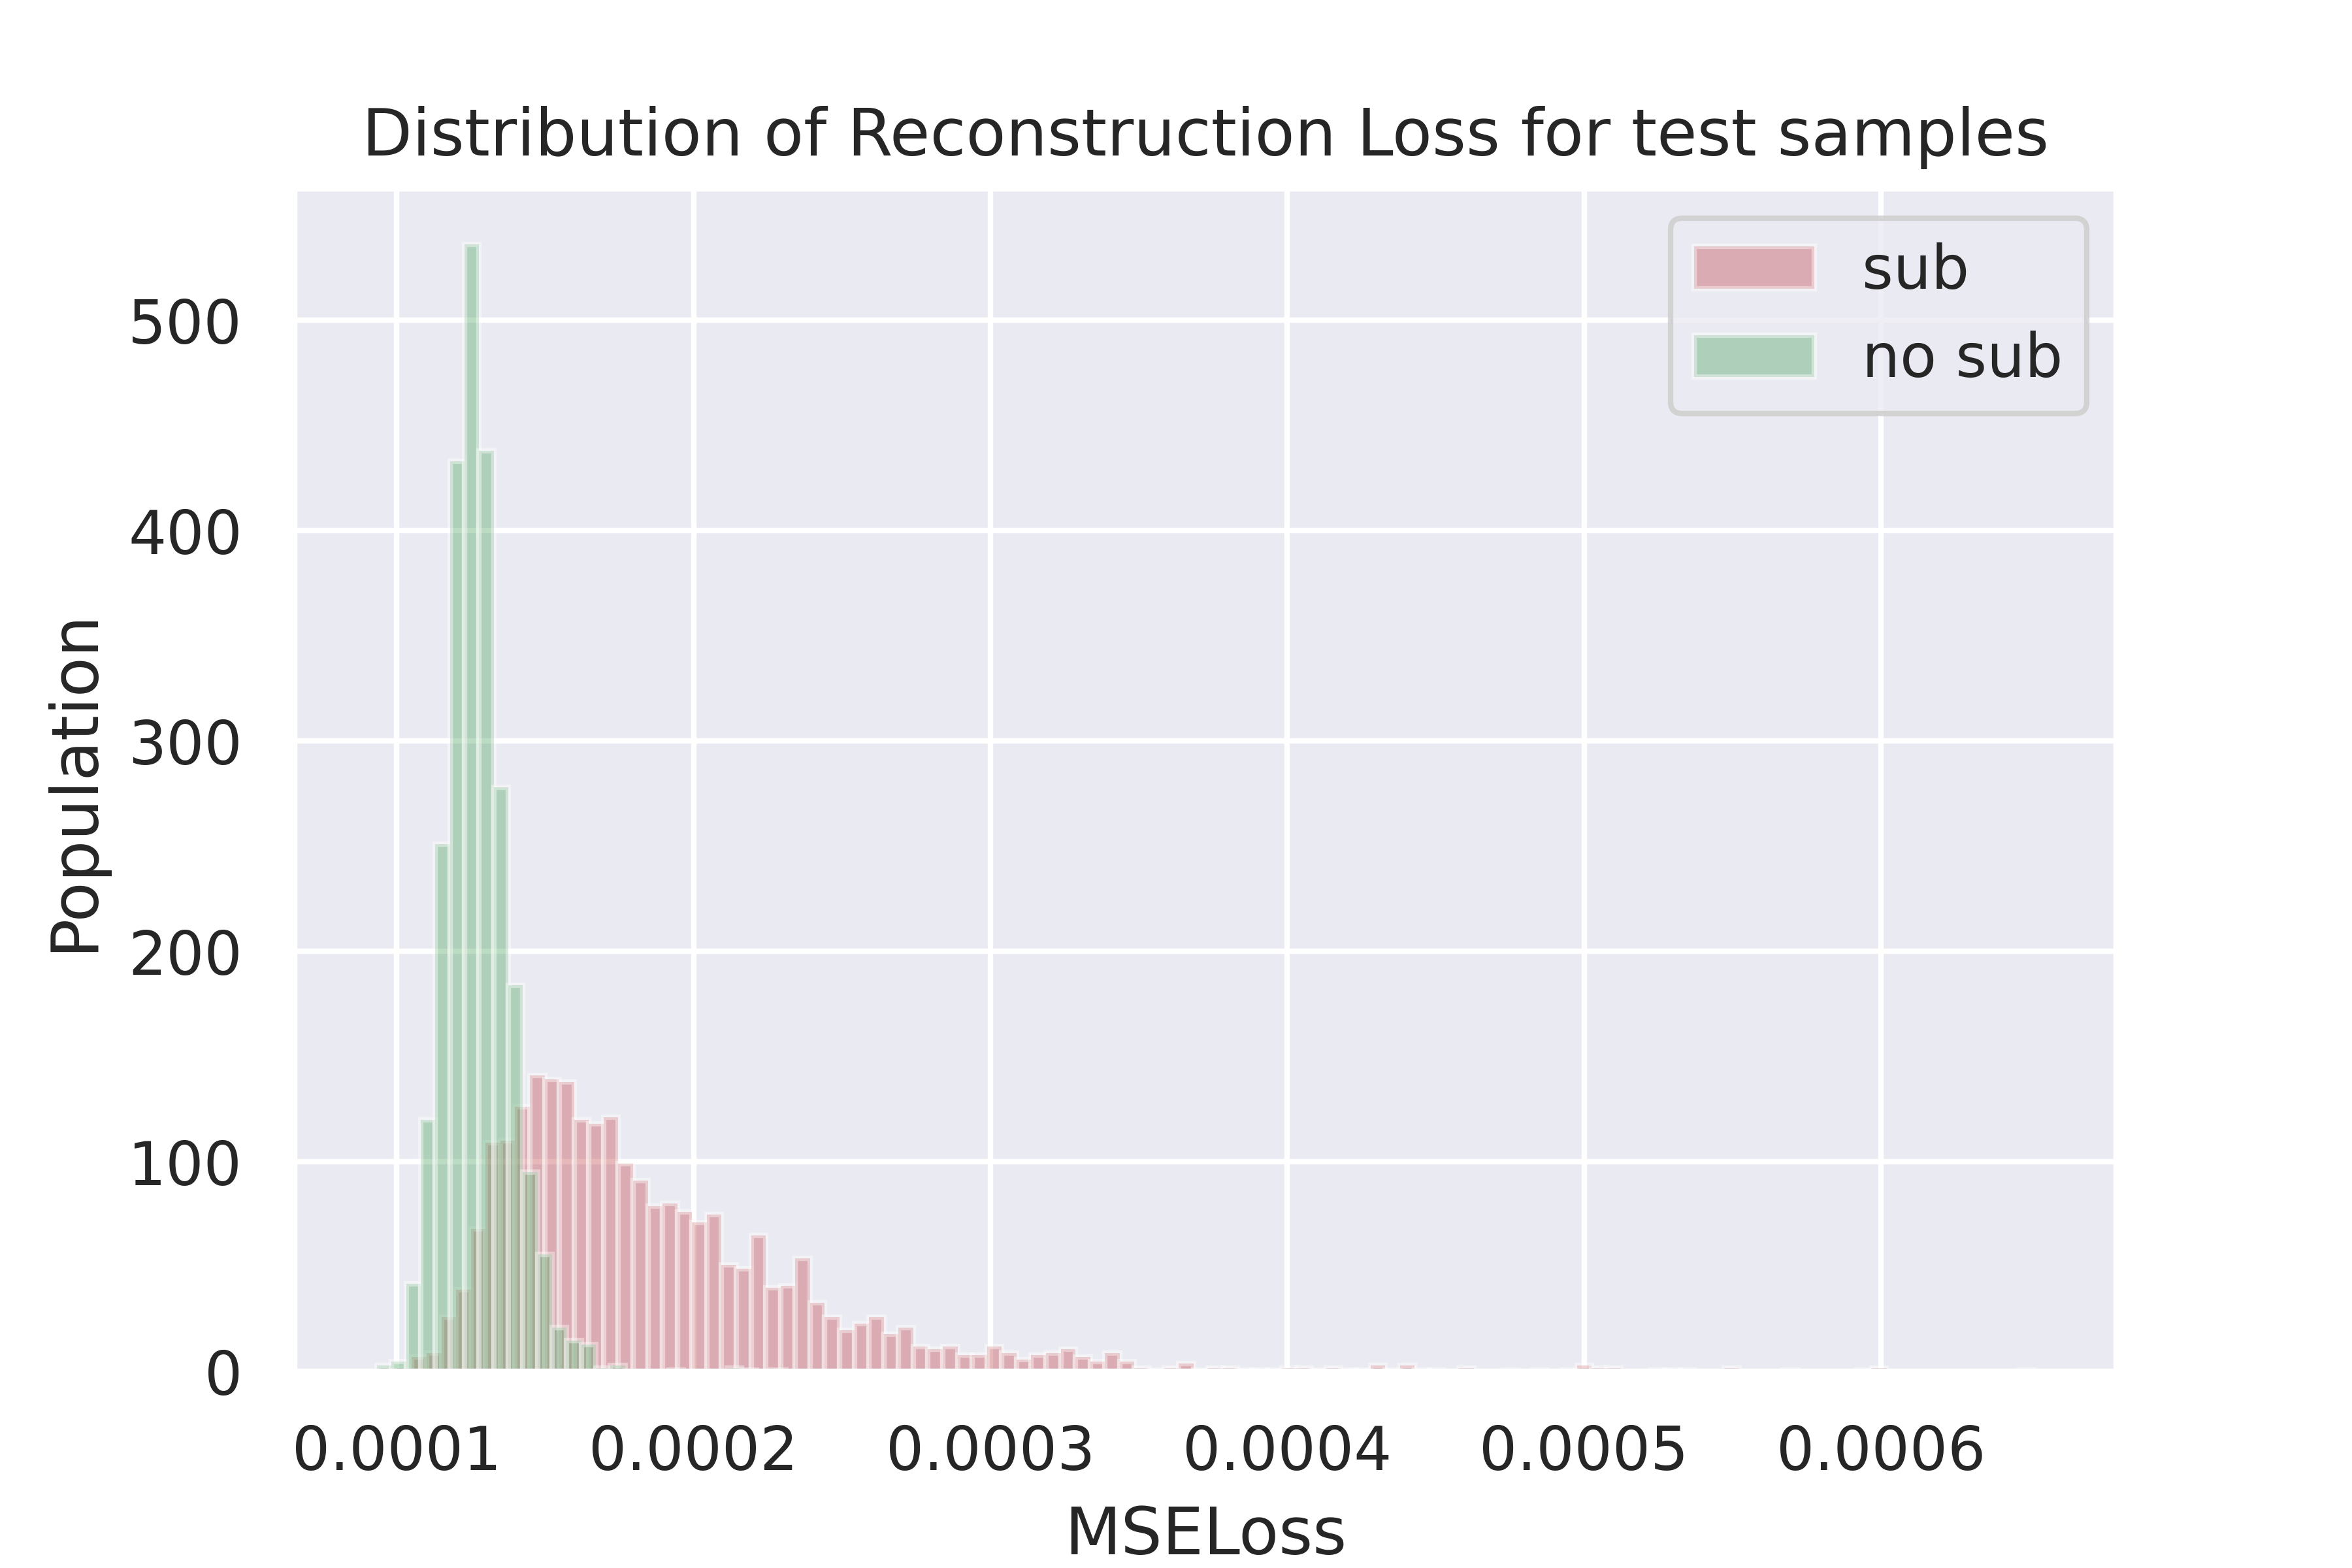 Distribution of Reconstruction Loss for test samples
sub
no sub
500
400
300
200
100
0
Population
0.0001 0.0002 0.0003 0.0004 0.0005 0.0006
MSELoss